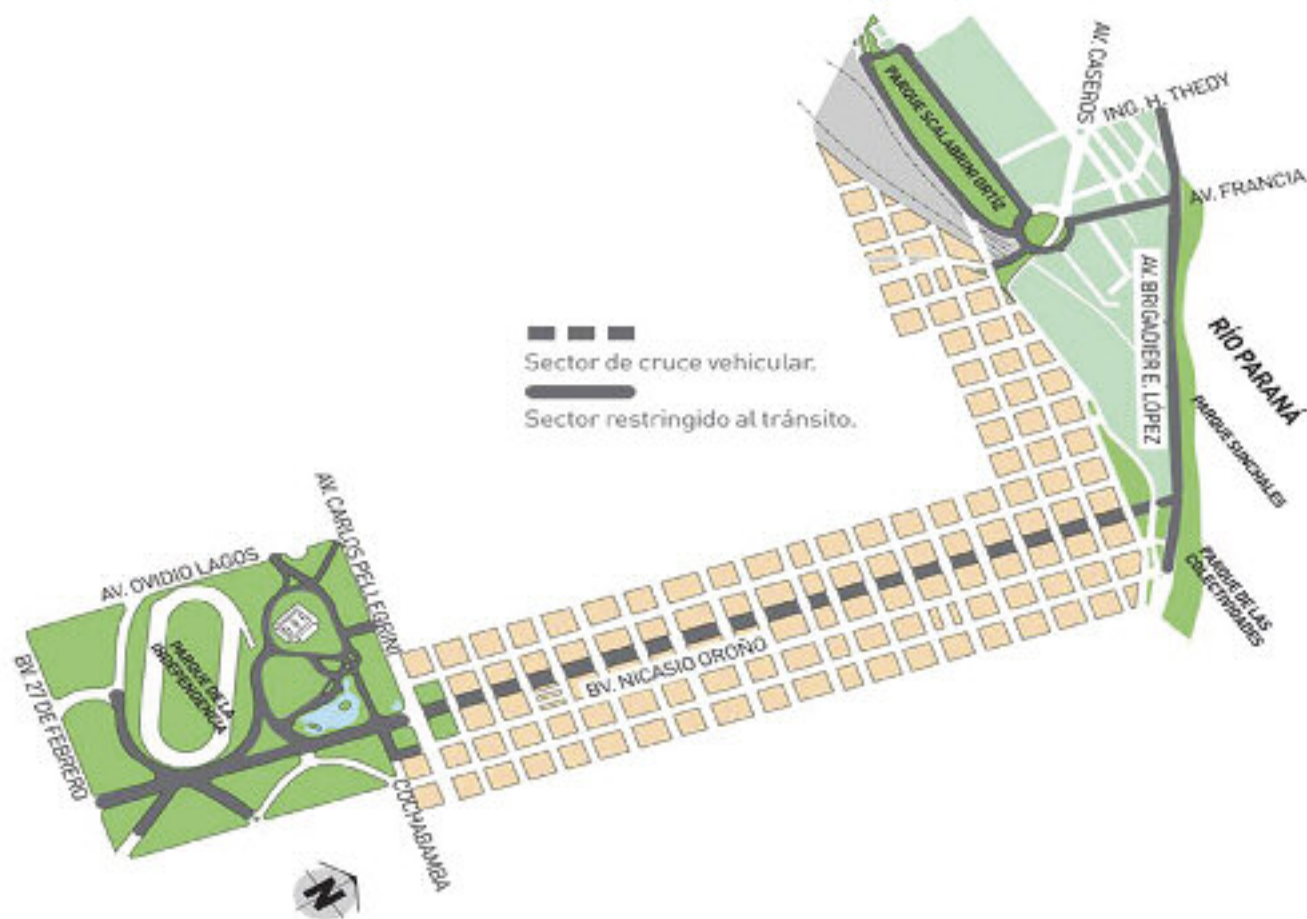 PARQUE SCALABRINI ORTÍZ
AV. CASEROS
ING. H. THEDY
AV. FRANCIA
AV. BRIGADIER E. LÓPEZ
RÍO PARANÁ
PARQUE SUNCHALES
PARQUE DE LAS
COLECTIVIDADES
Sector de cruce vehicular.
Sector restringido al tránsito.
AV. CARLOS PELLEGRINI
AV. OVIDIO LAGOS
PARQUE DE LA
INDEPENDENCIA
BV. NICASIO OROÑO
BV. 27 DE FEBRERO
COCHABAMBA
N